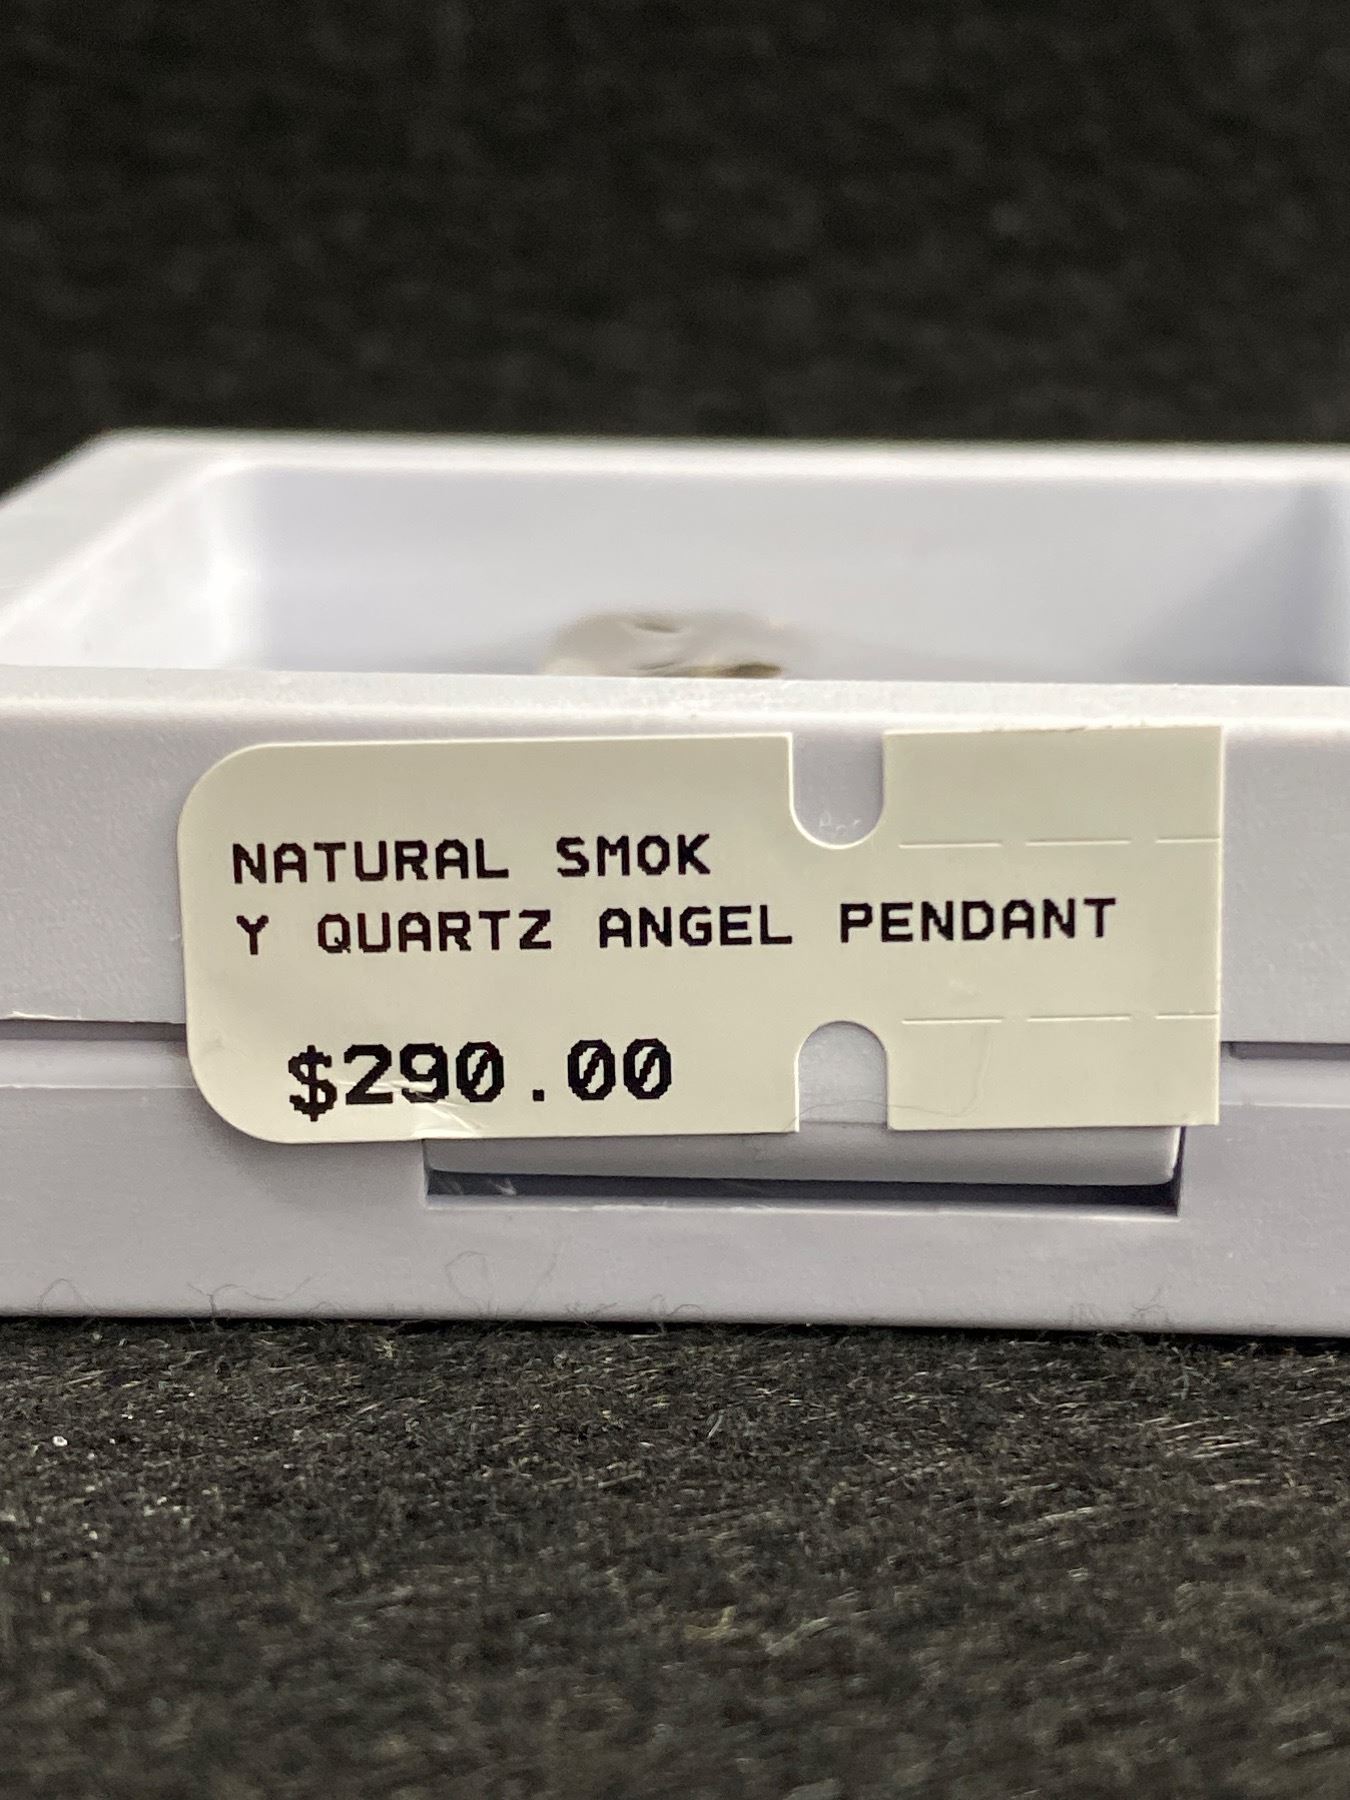 NATURAL SMOK
Y QUARTZ ANGEL PENDANT
$290.00